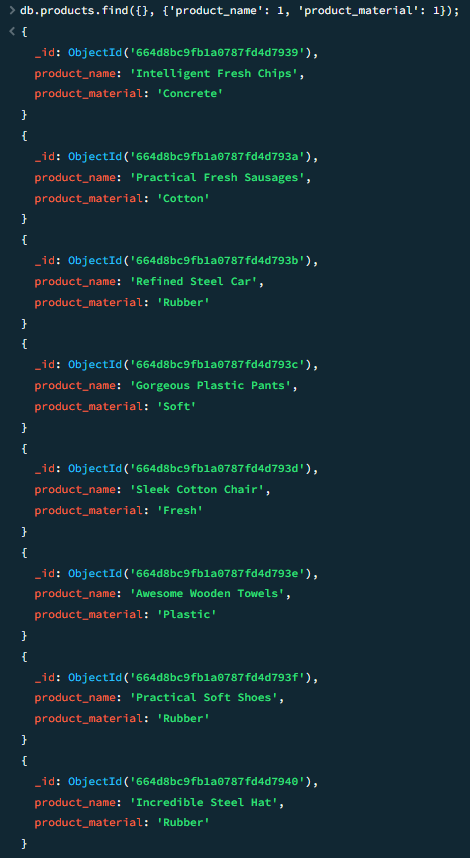 > db.products.find({}, {'product_name': 1, 'product_material': 1});
< {
_id: ObjectId('664d8bc9fb1a0787fd4d7939'),
product_name: 'Intelligent Fresh Chips',
product_material: 'Concrete'
}
{
_id: ObjectId('664d8bc9fb1a0787fd4d793a'),
product_name: 'Practical Fresh Sausages',
product_material: 'Cotton'
}
{
_id: ObjectId('664d8bc9fb1a0787fd4d793b'),
product_name: 'Refined Steel Car',
product_material: 'Rubber'
}
{
_id: ObjectId('664d8bc9fb1a0787fd4d793c'),
product_name: 'Gorgeous Plastic Pants',
product_material: 'Soft'
}
{
_id: ObjectId('664d8bc9fb1a0787fd4d793d'),
product_name: 'Sleek Cotton Chair',
product_material: 'Fresh'
}
{
_id: ObjectId('664d8bc9fb1a0787fd4d793e'),
product_name: 'Awesome Wooden Towels',
product_material: 'Plastic'
}
{
_id: ObjectId('664d8bc9fb1a0787fd4d793f'),
product_name: 'Practical Soft Shoes',
product_material: 'Rubber'
}
{
_id: ObjectId('664d8bc9fb1a0787fd4d7940'),
product_name: 'Incredible Steel Hat',
product_material: 'Rubber'
}